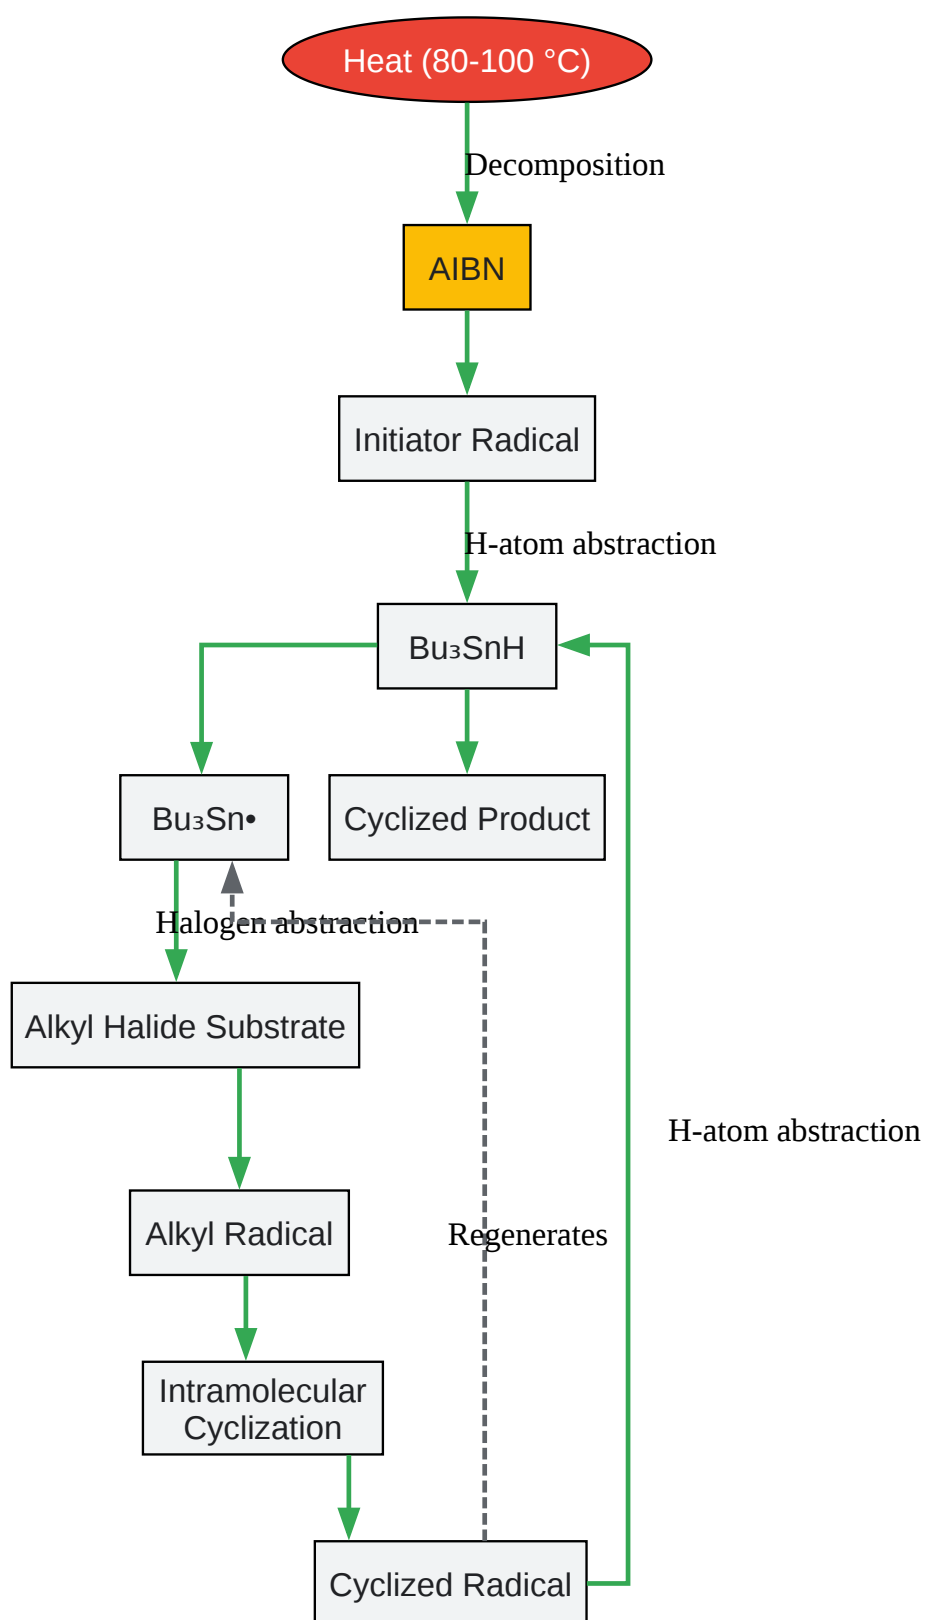 Heat (80-100 °C)
Decomposition
AIBN
Initiator Radical
H-atom abstraction
Bu₃SnH
Bu₃Sn•
Cyclized Product
Halogen abstraction
Alkyl Halide Substrate
H-atom abstraction
Alkyl Radical
Regenerates
Intramolecular
Cyclization
Cyclized Radical